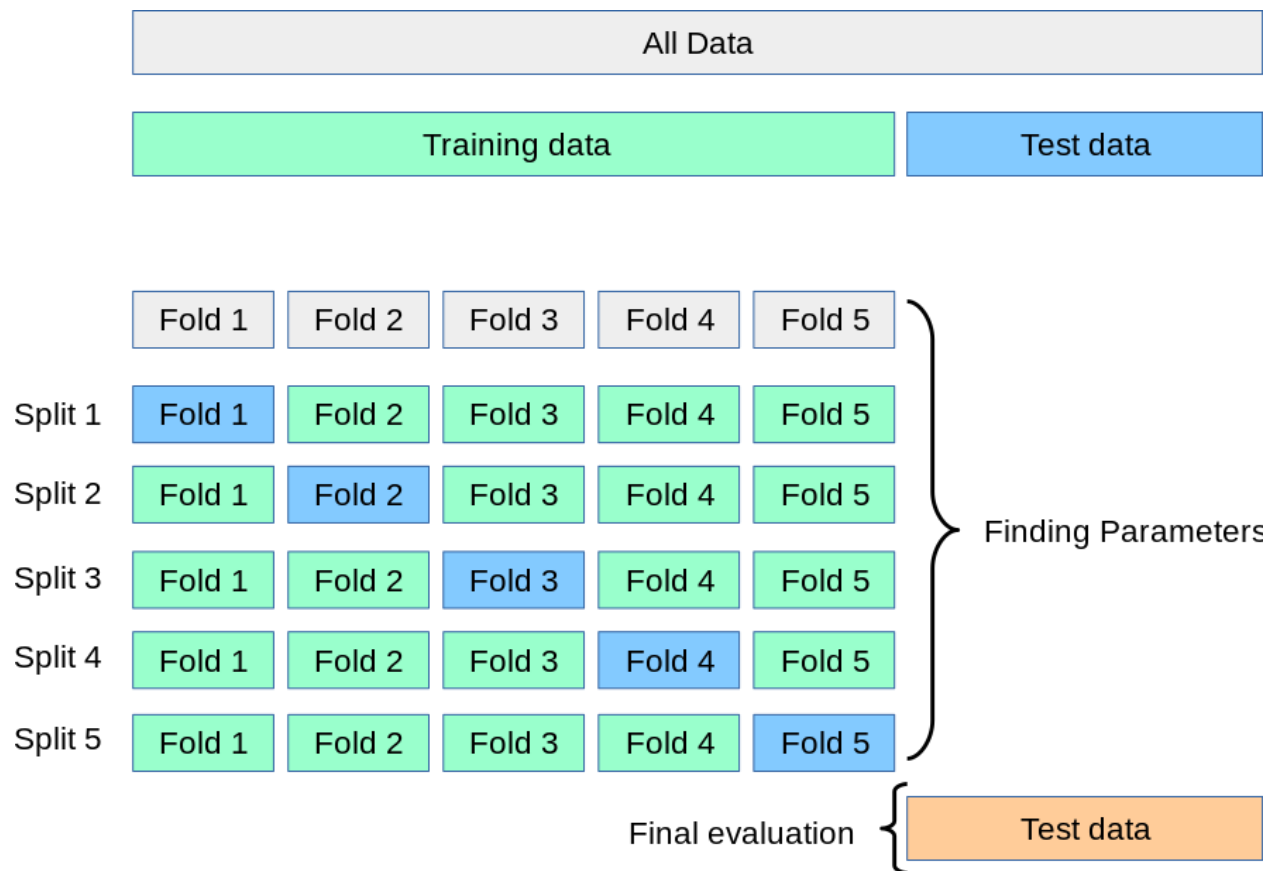 All Data
Training data Test data
Fold 1 Fold 2 Fold 3 Fold 4 Fold 5
Split 1 Fold 1 Fold 2 Fold 3 Fold 4 Fold 5
Split 2 Fold 1 Fold 2 Fold 3 Fold 4 Fold 5
Finding Parameters
Split 3 Fold 1 Fold 2 Fold 3 Fold 4 Fold 5
Split 4 Fold 1 Fold 2 Fold 3 Fold 4 Fold 5
Split 5 Fold 1 Fold 2 Fold 3 Fold 4 Fold 5
Final evaluation Test data